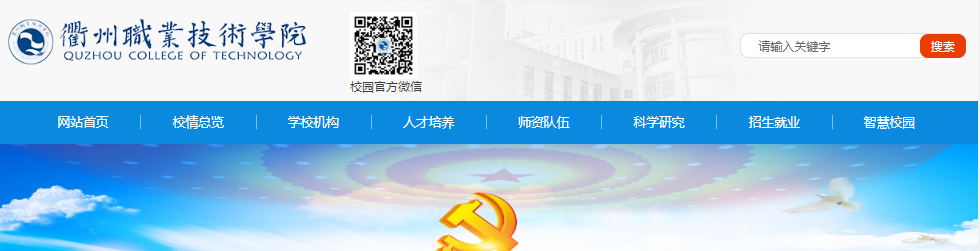 衢州職業技術學院
QUZHOU COLLEGE OF TECHNOLOGY
校园官方微信
请输入关键字 搜索
网站首页 校情总览 学校机构 人才培养 师资队伍 科学研究 招生就业 智慧校园